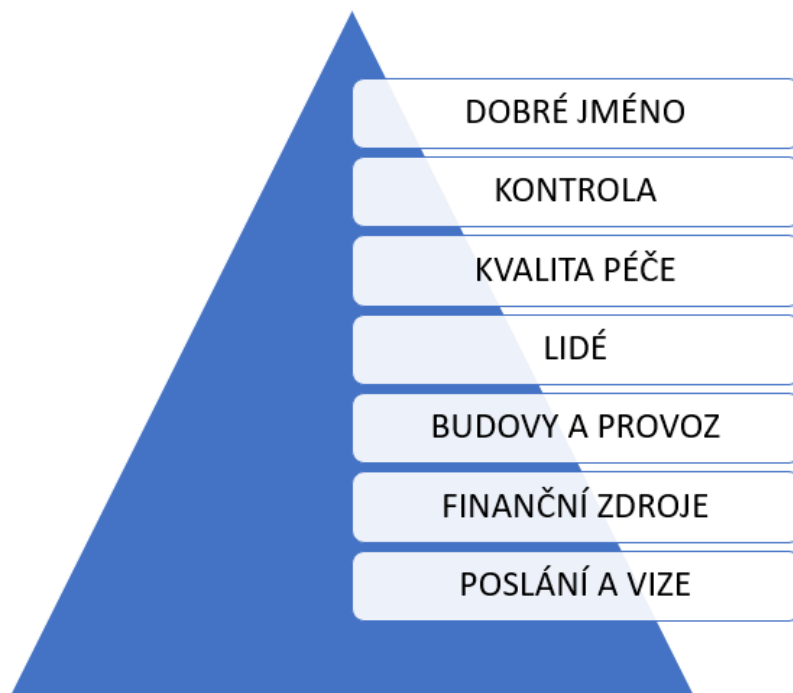 DOBRÉ JMÉNO
KONTROLA
KVALITA PÉČE
LIDÉ
BUDOVY A PROVOZ
FINANČNÍ ZDROJE
POSLÁNÍ A VIZE